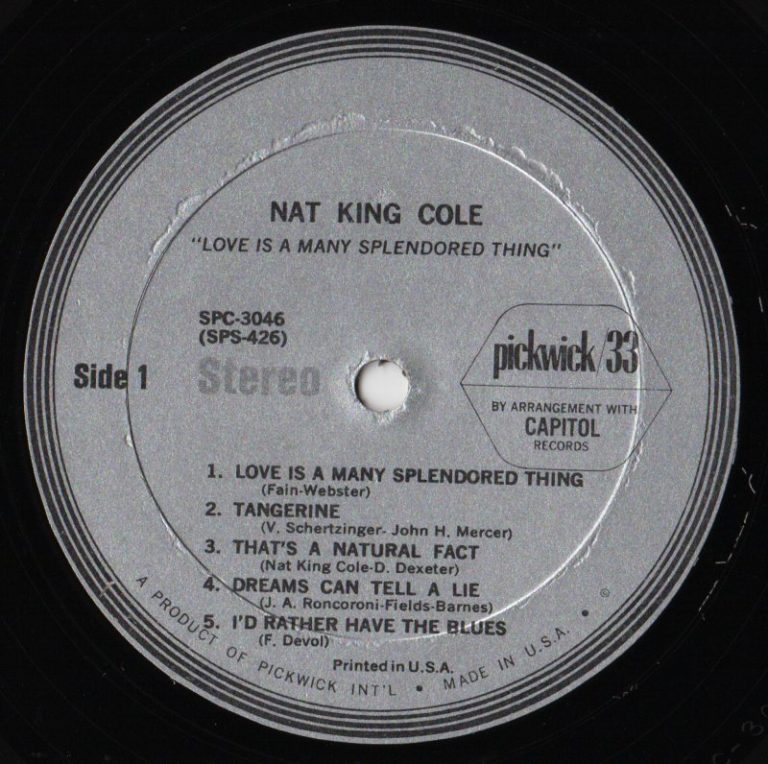 NAT KING COLE
"LOVE IS A MANY SPLENDORED THING"
SPC-3046
(SPS-426)
Side 1
Stereo
pickwick/33
BY ARRANGEMENT WITH
CAPITOL
RECORDS
1. LOVE IS A MANY SPLENDORED THING
(Fain-Webster)
2. TANGERINE
(V. Schertzinger- John H. Mercer)
3. THAT'S A NATURAL FACT
(Nat King Cole-D. Dexeter)
4. DREAMS CAN TELL A LIE
(J. A. Roncoroni-Fields-Barnes)
5. I'D RATHER HAVE THE BLUES
(F. Devol)
Printed in U.S.A.
A PRODUCT OF PICKWICK INT'L • MADE IN U.S.A. • ©